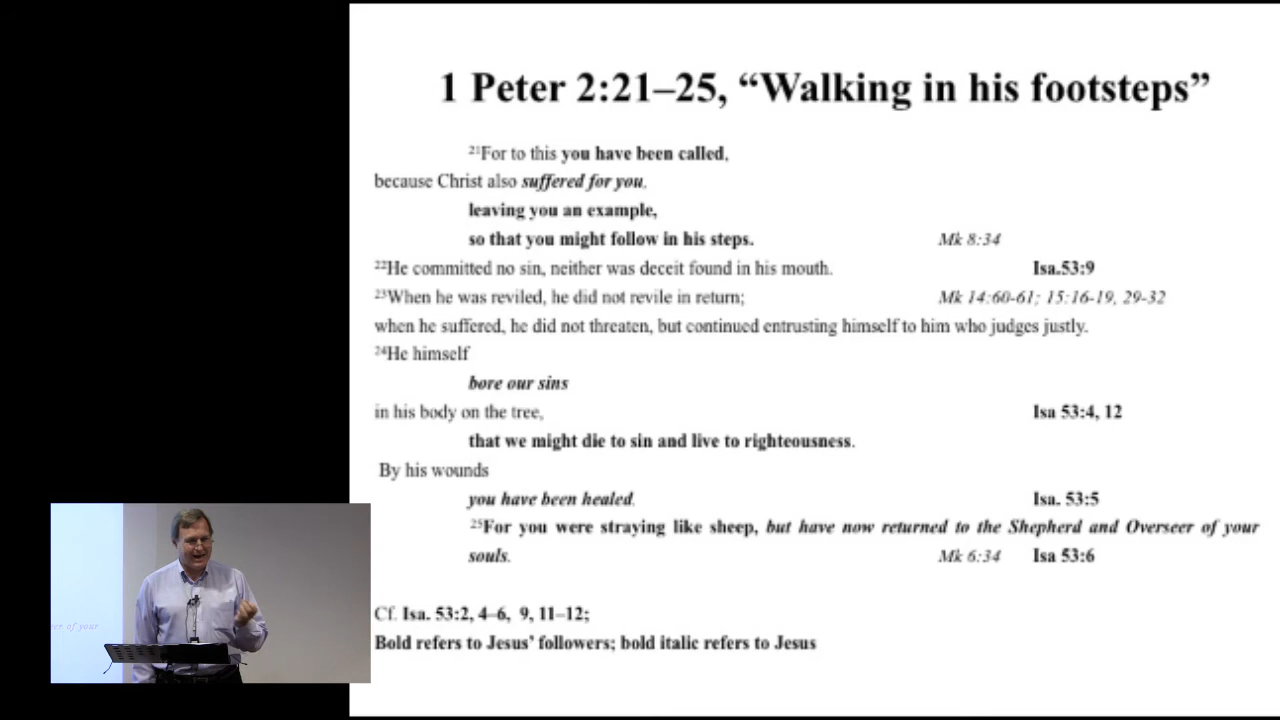 1 Peter 2:21–25, “Walking in his footsteps”
²¹For to this you have been called,
because Christ also suffered for you,
leaving you an example,
so that you might follow in his steps. Mk 8:34
²²He committed no sin, neither was deceit found in his mouth. Isa.53:9
²³When he was reviled, he did not revile in return; Mk 14:60-61; 15:16-19, 29-32
when he suffered, he did not threaten, but continued entrusting himself to him who judges justly.
²⁴He himself
bore our sins
in his body on the tree, Isa 53:4, 12
that we might die to sin and live to righteousness.
By his wounds
you have been healed. Isa. 53:5
²⁵For you were straying like sheep, but have now returned to the Shepherd and Overseer of your
souls. Mk 6:34 Isa 53:6
Cf. Isa. 53:2, 4–6, 9, 11–12;
Bold refers to Jesus’ followers; bold italic refers to Jesus
of your